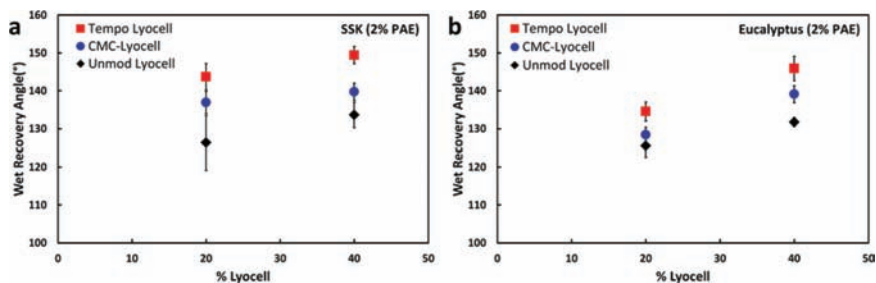 a
SSK (2% PAE)
Tempo Lyocell
CMC-Lyocell
Unmod Lyocell
Wet Recovery Angle(°)
160
150
140
130
120
110
100
0
10
20
30
40
50
% Lyocell
b
Eucalyptus (2% PAE)
Tempo Lyocell
CMC-Lyocell
Unmod Lyocell
Wet Recovery Angle(°)
160
150
140
130
120
110
100
0
10
20
30
40
50
% Lyocell